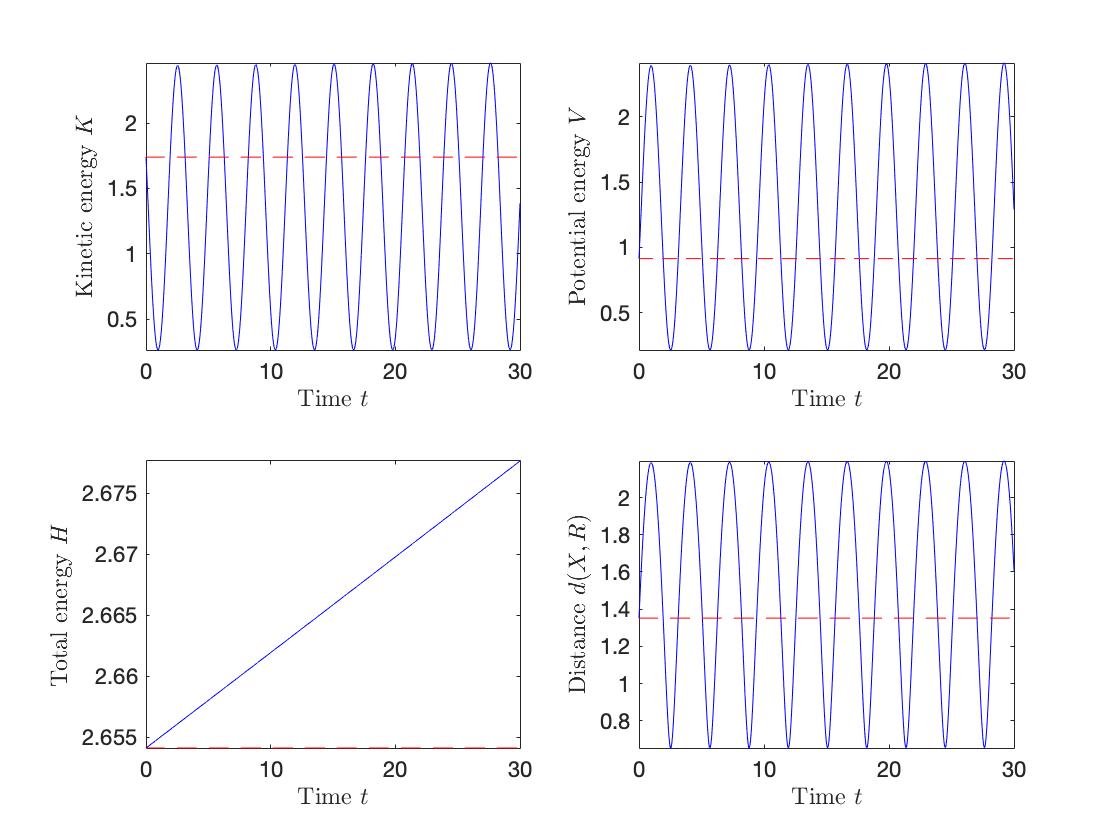 Kinetic energy K
2
1.5
1
0.5
0 10 20 30
Time t
Potential energy V
2
1.5
1
0.5
0 10 20 30
Time t
Total energy H
2.675
2.67
2.665
2.66
2.655
0 10 20 30
Time t
Distance d(X, R)
2
1.8
1.6
1.4
1.2
1
0.8
0 10 20 30
Time t